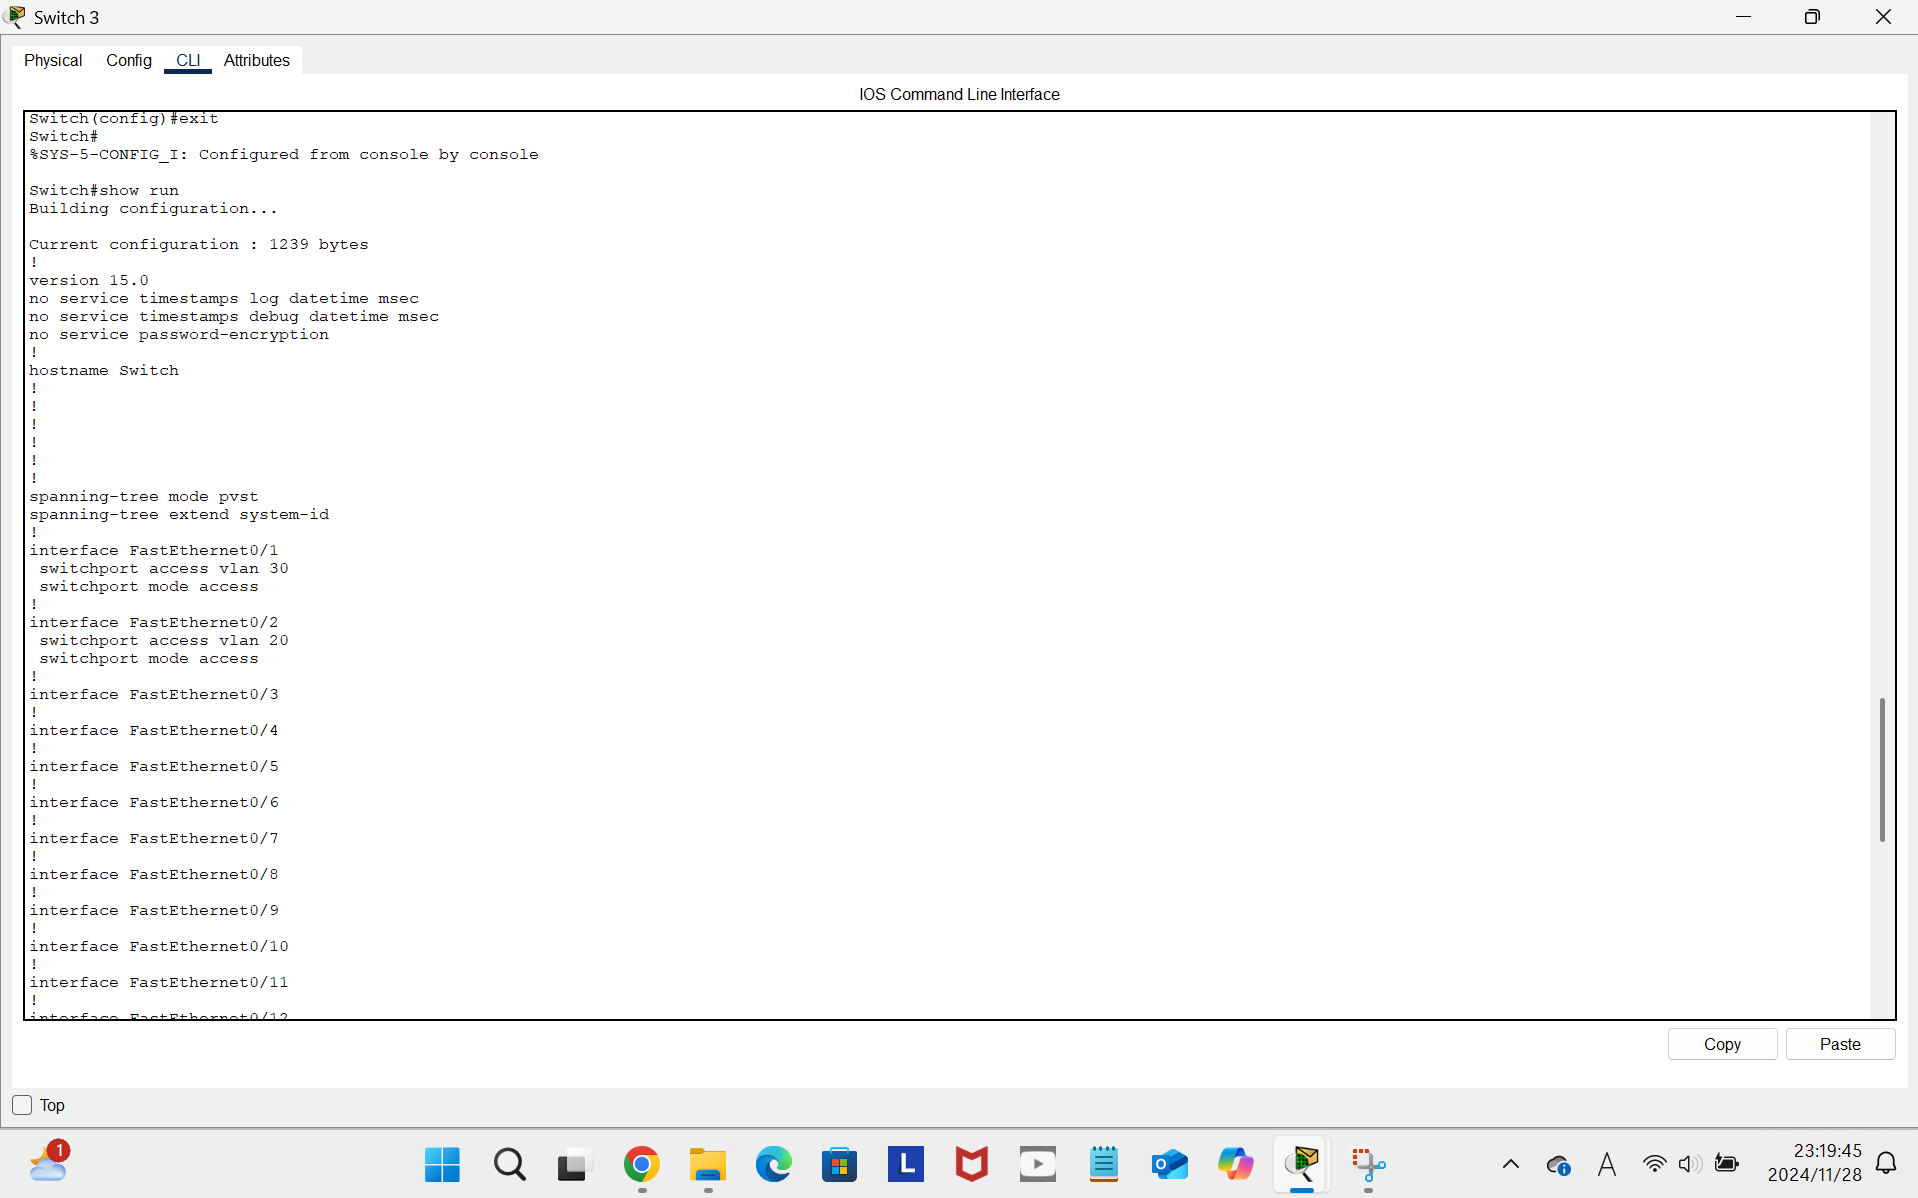 Switch 3
Physical Config CLI Attributes
IOS Command Line Interface
Switch(config)#exit
Switch#
%SYS-5-CONFIG_I: Configured from console by console
Switch#show run
Building configuration...
Current configuration : 1239 bytes
!
version 15.0
no service timestamps log datetime msec
no service timestamps debug datetime msec
no service password-encryption
!
hostname Switch
!
!
!
!
!
!
spanning-tree mode pvst
spanning-tree extend system-id
!
interface FastEthernet0/1
switchport access vlan 30
switchport mode access
!
interface FastEthernet0/2
switchport access vlan 20
switchport mode access
!
interface FastEthernet0/3
!
interface FastEthernet0/4
!
interface FastEthernet0/5
!
interface FastEthernet0/6
!
interface FastEthernet0/7
!
interface FastEthernet0/8
!
interface FastEthernet0/9
!
interface FastEthernet0/10
!
interface FastEthernet0/11
!
interface FastEthernet0/12
Copy Paste
Top
1
L
A
23:19:45
2024/11/28